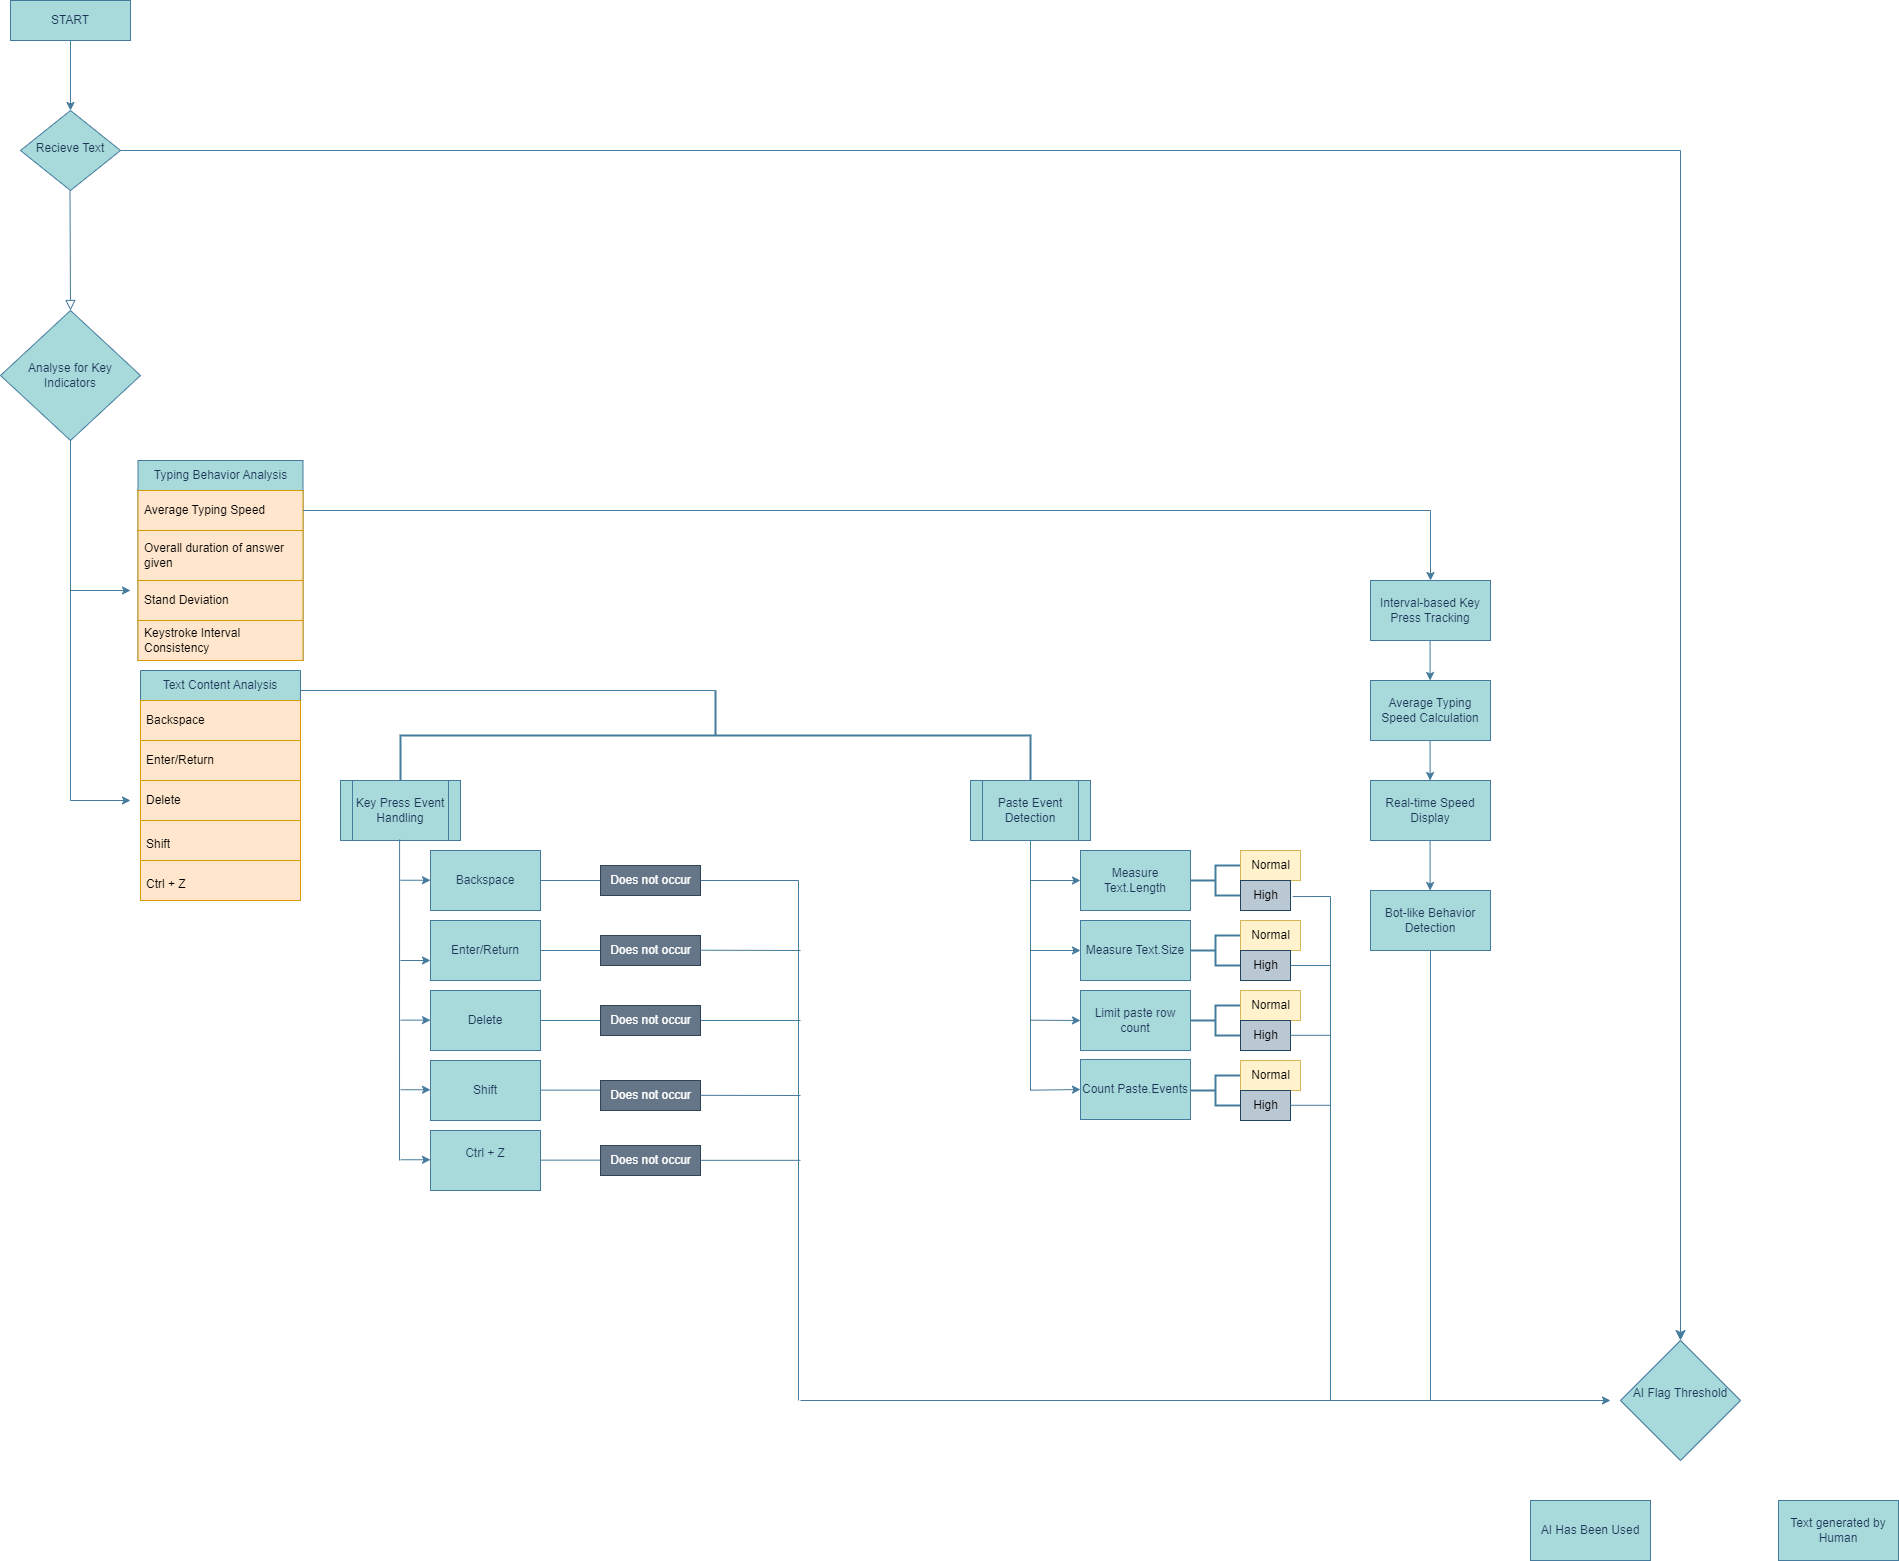 START
Recieve Text
Analyse for Key
Indicators
Typing Behavior Analysis
Average Typing Speed
Overall duration of answer
given
Stand Deviation
Keystroke Interval
Consistency
Text Content Analysis
Backspace
Enter/Return
Delete
Shift
Ctrl + Z
Key Press Event
Handling
Backspace
Does not occur
Enter/Return
Does not occur
Delete
Does not occur
Shift
Does not occur
Ctrl + Z
Does not occur
Paste Event
Detection
Measure
Text.Length
Normal
High
Measure Text.Size
Normal
High
Limit paste row
count
Normal
High
Count Paste.Events
Normal
High
Interval-based Key
Press Tracking
Average Typing
Speed Calculation
Real-time Speed
Display
Bot-like Behavior
Detection
AI Flag Threshold
AI Has Been Used
Text generated by
Human